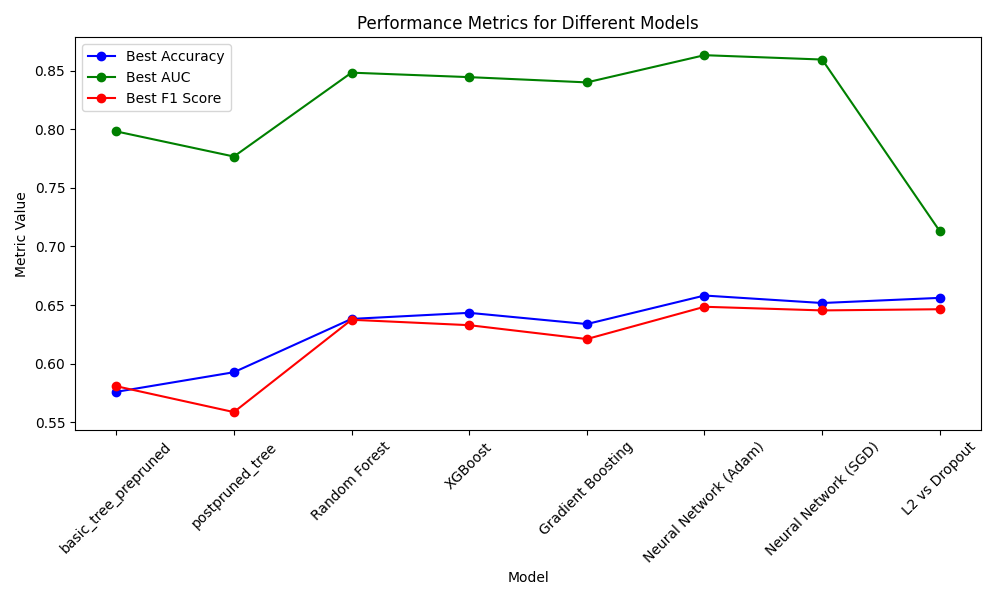 Performance Metrics for Different Models
Best Accuracy
Best AUC
Best F1 Score
Metric Value
0.85
0.80
0.75
0.70
0.65
0.60
0.55
basic_tree_prepruned
postpruned_tree
Random Forest
XGBoost
Gradient Boosting
Neural Network (Adam)
Neural Network (SGD)
L2 vs Dropout
Model